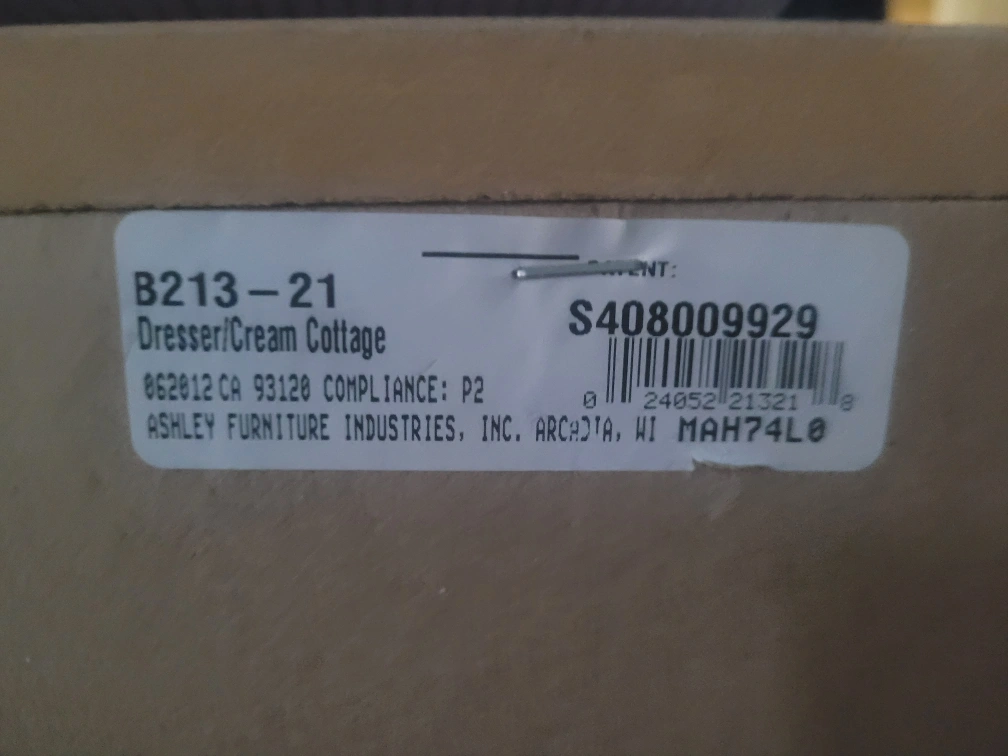 PATENT:
B213-21
S408009929
Dresser/Cream Cottage
062012 CA 93120 COMPLIANCE: P2
0 24052 21321 8
ASHLEY FURNITURE INDUSTRIES, INC. ARCADIA, WI MAH74L0